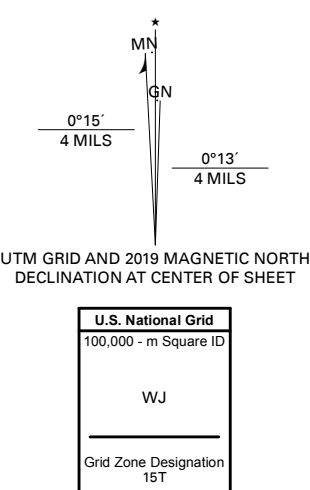 ★
MN
GN
0°15´
4 MILS
0°13´
4 MILS
UTM GRID AND 2019 MAGNETIC NORTH
DECLINATION AT CENTER OF SHEET
U.S. National Grid
100,000 - m Square ID
WJ
Grid Zone Designation
15T